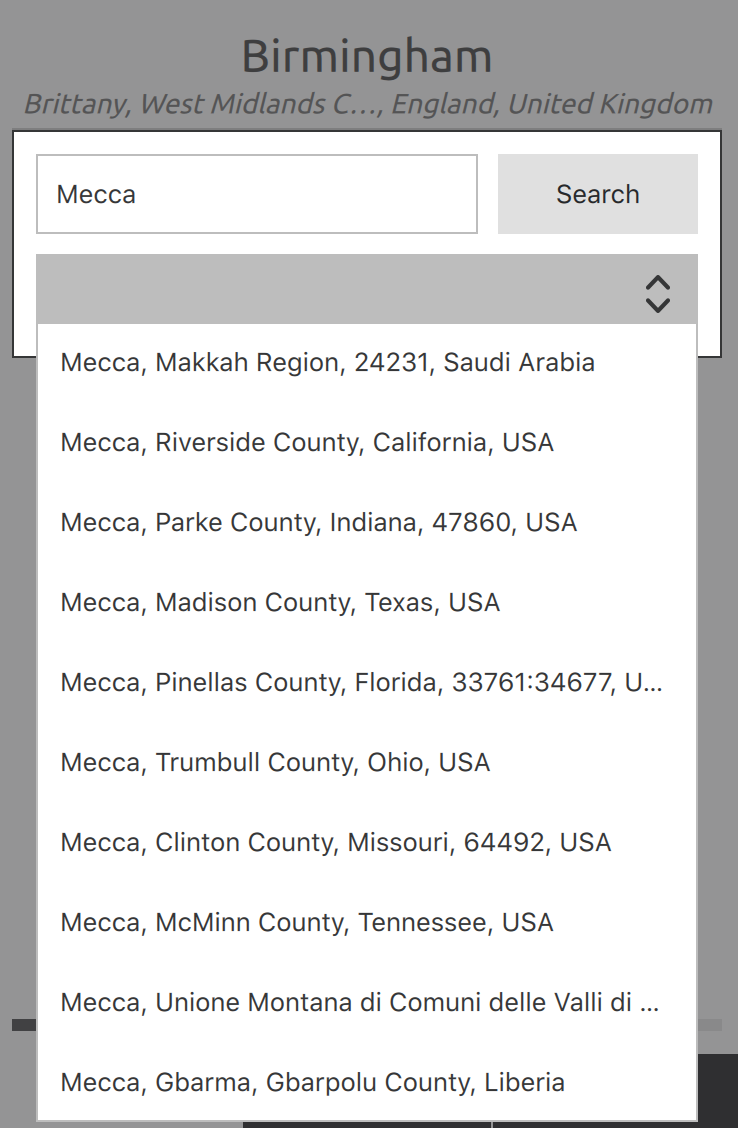 Birmingham
Brittany, West Midlands C..., England, United Kingdom
Mecca
Search
Mecca, Makkah Region, 24231, Saudi Arabia
Mecca, Riverside County, California, USA
Mecca, Parke County, Indiana, 47860, USA
Mecca, Madison County, Texas, USA
Mecca, Pinellas County, Florida, 33761:34677, U...
Mecca, Trumbull County, Ohio, USA
Mecca, Clinton County, Missouri, 64492, USA
Mecca, McMinn County, Tennessee, USA
Mecca, Unione Montana di Comuni delle Valli di ...
Mecca, Gbarma, Gbarpolu County, Liberia